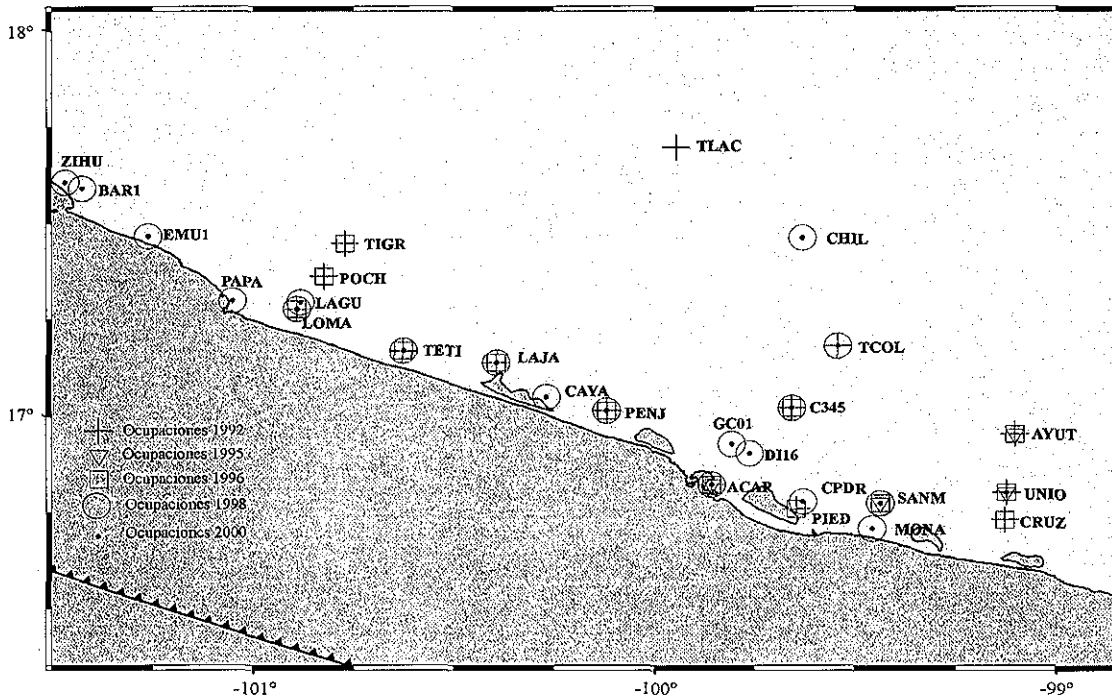 18°
TLAC
ZIHU
BAR1
EMU1
TIGR
CHIL
POCH
PAPA
LAGU
LOMA
TCOL
TETI
LAJA
CAYA
PENJ
C345
17°
GC01
AYUT
DI16
Ocupaciones 1992
Ocupaciones 1995
Ocupaciones 1996
Ocupaciones 1998
Ocupaciones 2000
ACAR
CPDR
SANM
UNIO
PIED
CRUZ
MONA
-101°
-100°
-99°